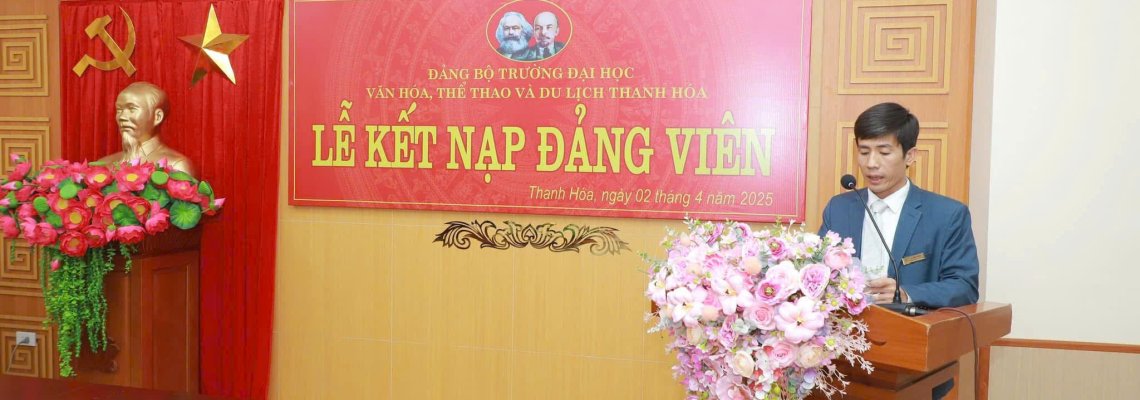 ĐẢNG BỘ TRƯỜNG ĐẠI HỌC
VĂN HÓA, THỂ THAO VÀ DU LỊCH THANH HÓA
LỄ KẾT NẠP ĐẢNG VIÊN
Thanh Hóa, ngày 02 tháng 4 năm 2025